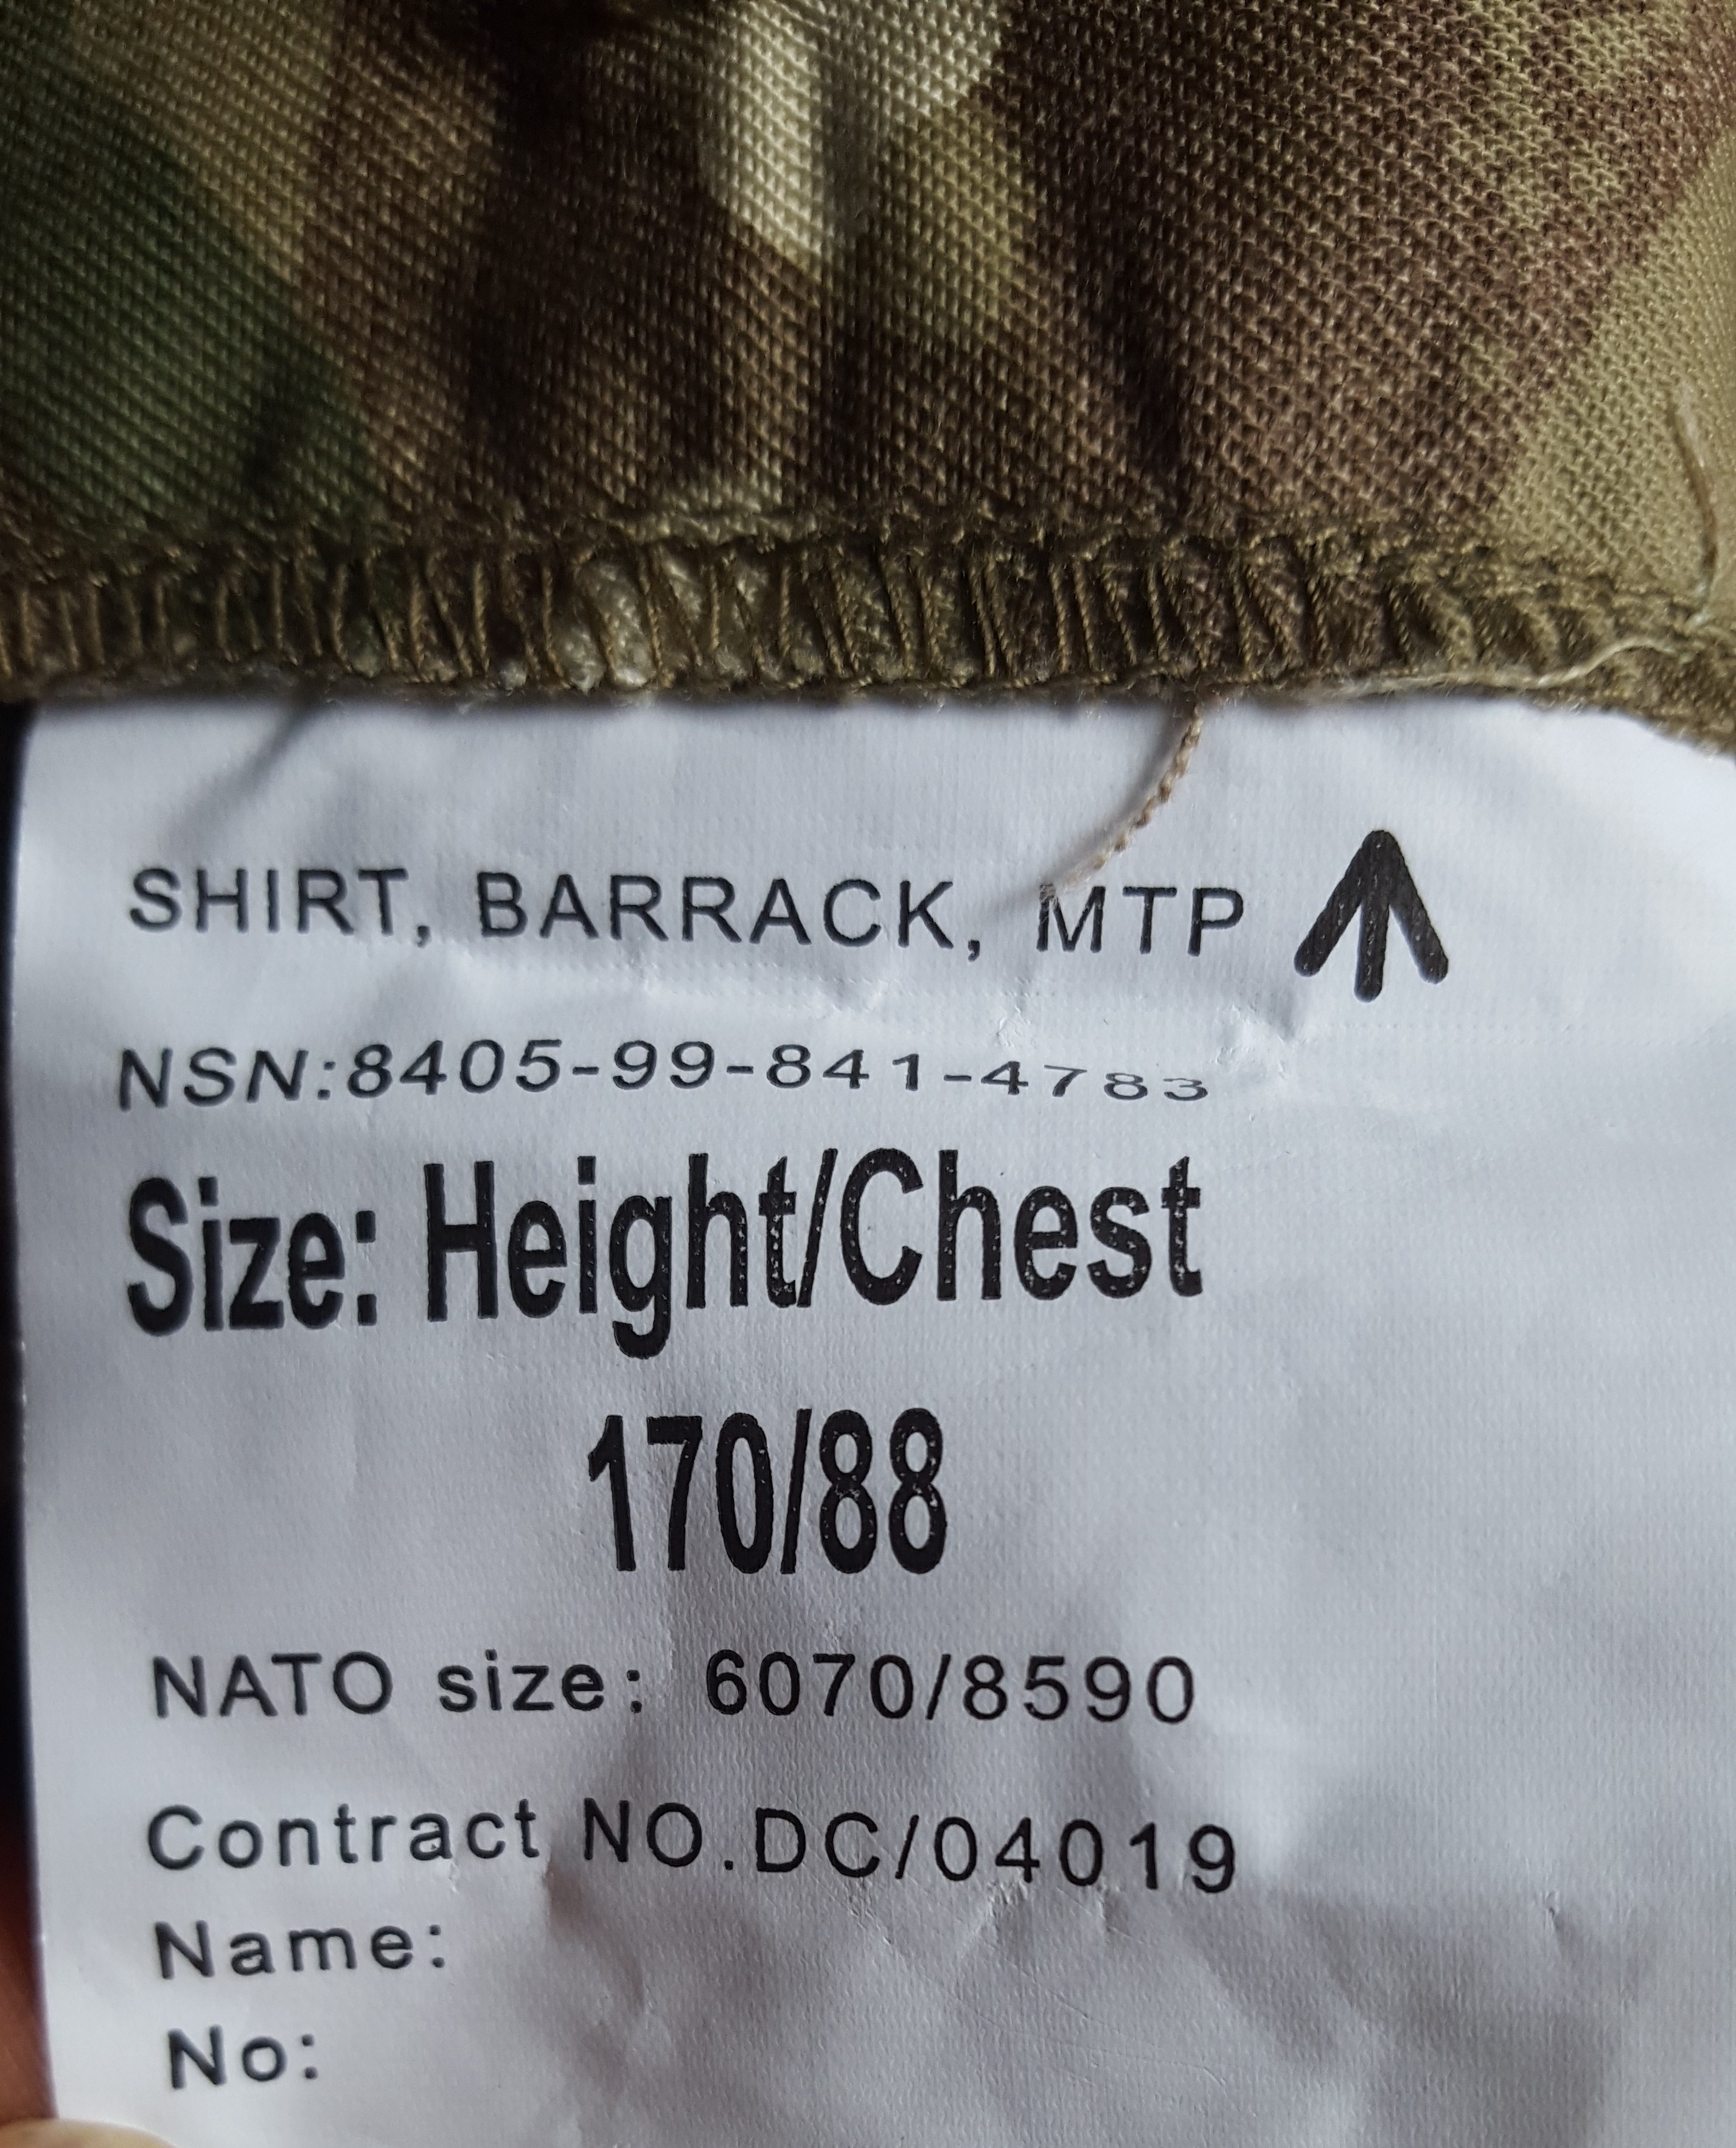 SHIRT, BARRACK, MTP
NSN:8405-99-841-4783
Size: Height/Chest
170/88
NATO size: 6070/8590
Contract NO.DC/04019
Name:
No: